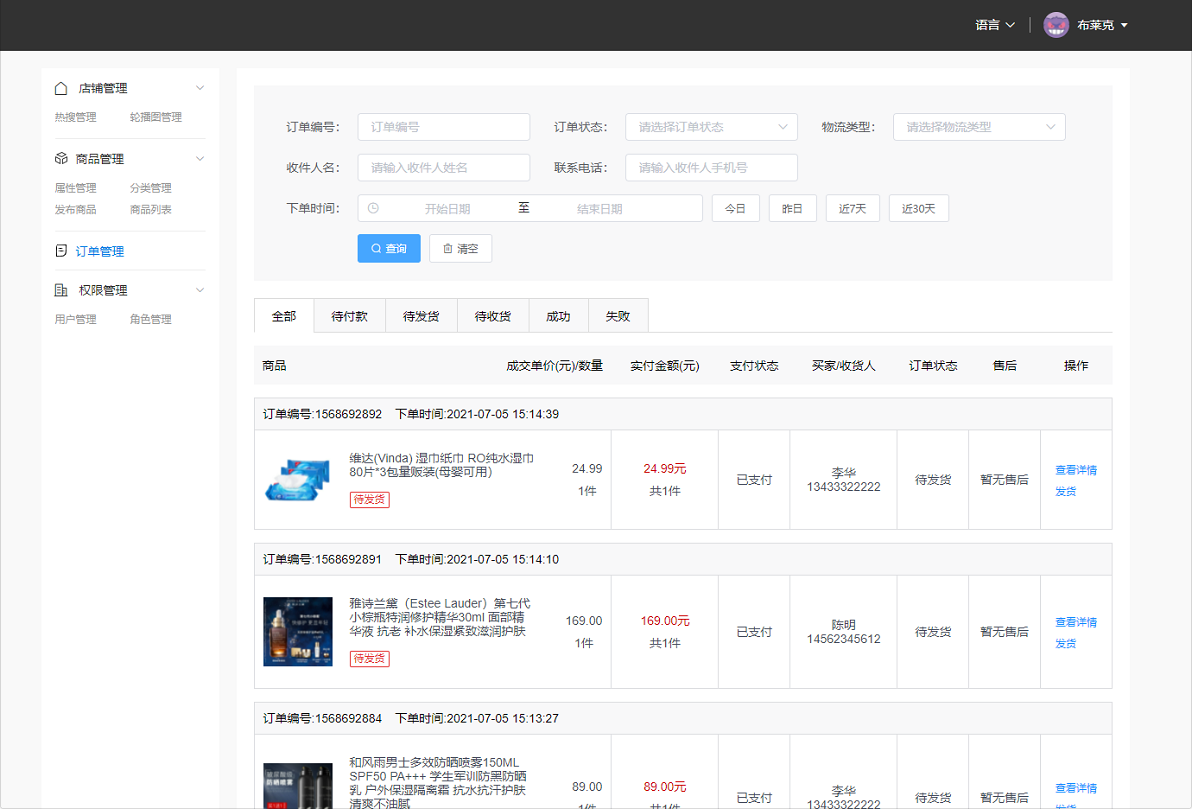 语言
布莱克
店铺管理
热搜管理 轮播图管理
商品管理
属性管理 分类管理
发布商品 商品列表
订单管理
权限管理
用户管理 角色管理
订单编号: 订单编号 订单状态: 请选择订单状态 物流类型: 请选择物流类型
收件人名: 请输入收件人姓名 联系电话: 请输入收件人手机号
下单时间: 开始日期 至 结束日期 今日 昨日 近7天 近30天
查询 清空
全部 待付款 待发货 待收货 成功 失败
商品 成交单价(元)/数量 实付金额(元) 支付状态 买家/收货人 订单状态 售后 操作
订单编号:1568692892 下单时间:2021-07-05 15:14:39
维达(Vinda) 湿巾纸巾 RO纯水湿巾
80片*3包量贩装(母婴可用)
待发货
24.99
1件
24.99元
共1件
已支付
李华
13433322222
待发货
暂无售后
查看详情
发货
订单编号:1568692891 下单时间:2021-07-05 15:14:10
雅诗兰黛（Estee Lauder）第七代
小棕瓶特润修护精华30ml 面部精
华液 抗老 补水保湿紧致滋润护肤
待发货
169.00
1件
169.00元
共1件
已支付
陈明
14562345612
待发货
暂无售后
查看详情
发货
订单编号:1568692884 下单时间:2021-07-05 15:13:27
和风雨男士多效防晒喷雾150ML
SPF50 PA+++ 学生军训防黑防晒
乳 户外保湿隔离霜 抗水抗汗护肤
清爽不油腻
89.00
1件
89.00元
共1件
已支付
李华
13433322222
待发货
暂无售后
查看详情
发货